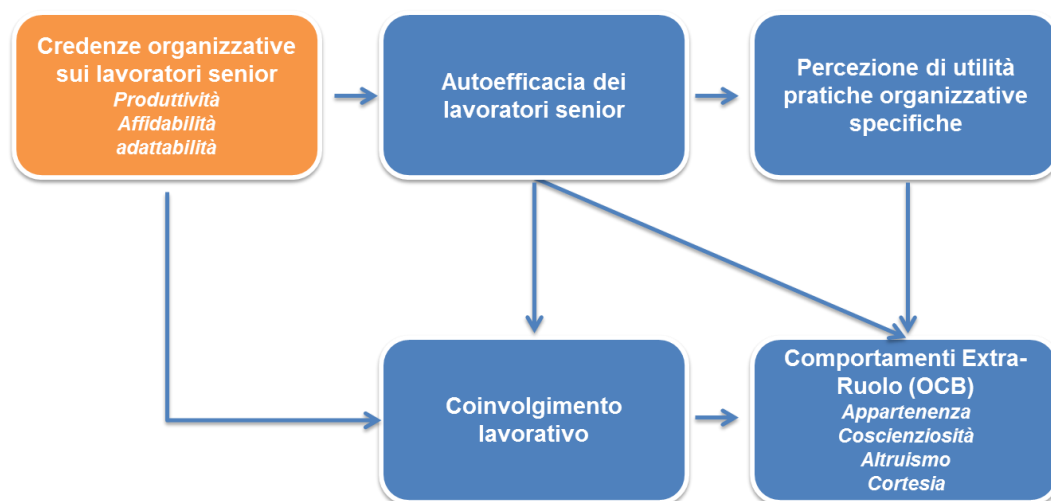 Credenze organizzative
sui lavoratori senior
Produttività
Affidabilità
adattabilità
Autoefficacia dei
lavoratori senior
Percezione di utilità
pratiche organizzative
specifiche
Coinvolgimento
lavorativo
Comportamenti Extra-
Ruolo (OCB)
Appartenenza
Coscienziosità
Altruismo
Cortesia